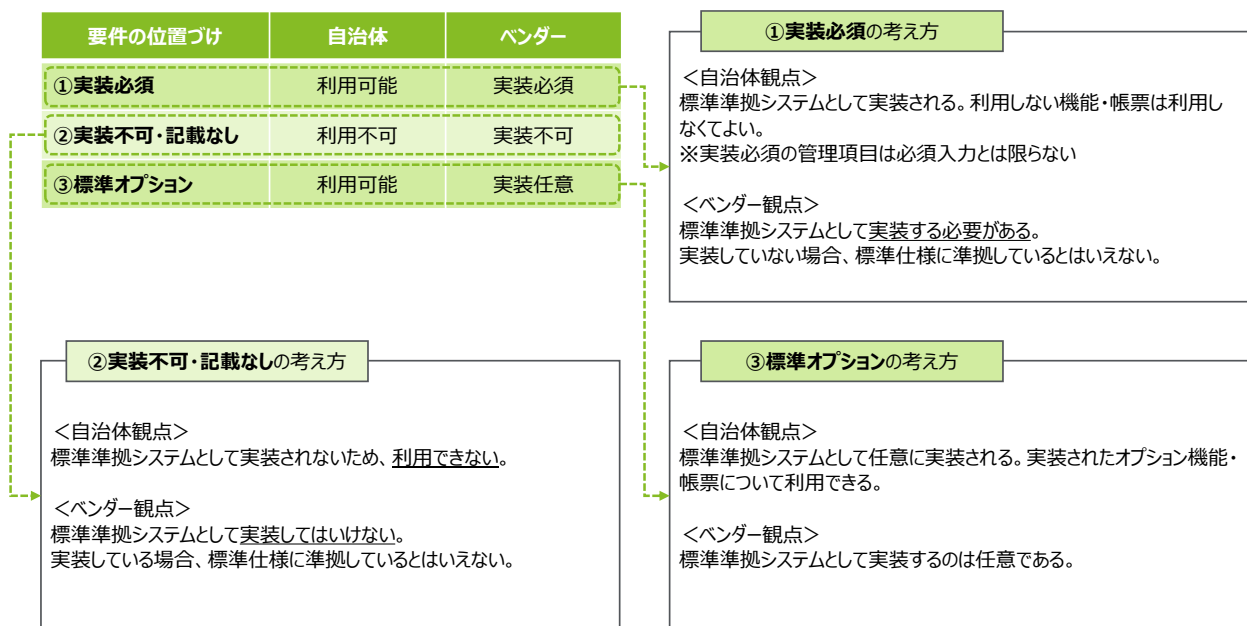 要件の位置づけ 自治体 ベンダー
①実装必須 利用可能 実装必須
②実装不可・記載なし 利用不可 実装不可
③標準オプション 利用可能 実装任意
①実装必須の考え方
＜自治体観点＞
標準準拠システムとして実装される。利用しない機能・帳票は利用し
なくてよい。
※実装必須の管理項目は必須入力とは限らない
＜ベンダー観点＞
標準準拠システムとして実装する必要がある。
実装していない場合、標準仕様に準拠しているとはいえない。
②実装不可・記載なしの考え方
＜自治体観点＞
標準準拠システムとして実装されないため、利用できない。
＜ベンダー観点＞
標準準拠システムとして実装してはいけない。
実装している場合、標準仕様に準拠しているとはいえない。
③標準オプションの考え方
＜自治体観点＞
標準準拠システムとして任意に実装される。実装されたオプション機能・
帳票について利用できる。
＜ベンダー観点＞
標準準拠システムとして実装するのは任意である。